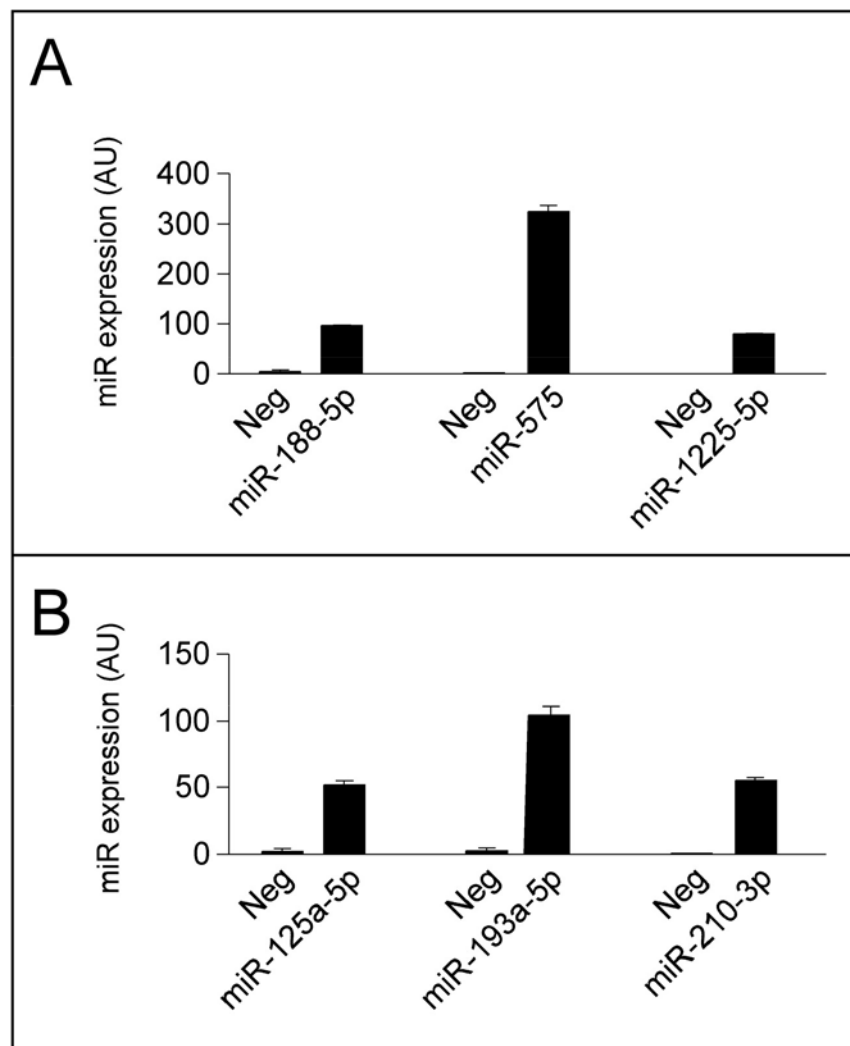 A
miR expression (AU)
400
300
200
100
0
Neg
miR-188-5p
Neg
miR-575
Neg
miR-1225-5p
B
miR expression (AU)
150
100
50
0
Neg
miR-125a-5p
Neg
miR-193a-5p
Neg
miR-210-3p